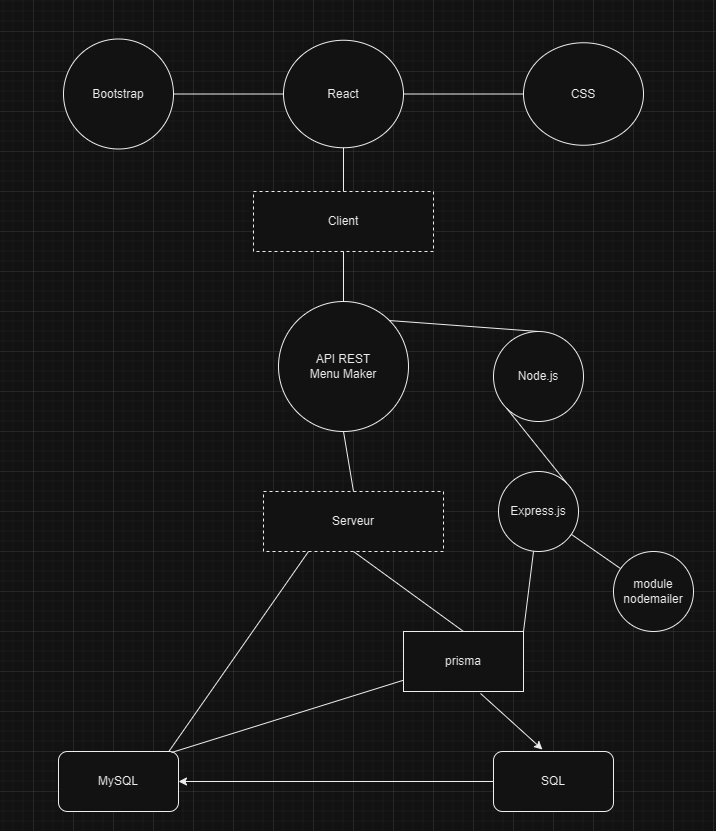 Bootstrap
React
CSS
Client
API REST
Menu Maker
Node.js
Express.js
Serveur
module
nodemailer
prisma
MySQL
SQL